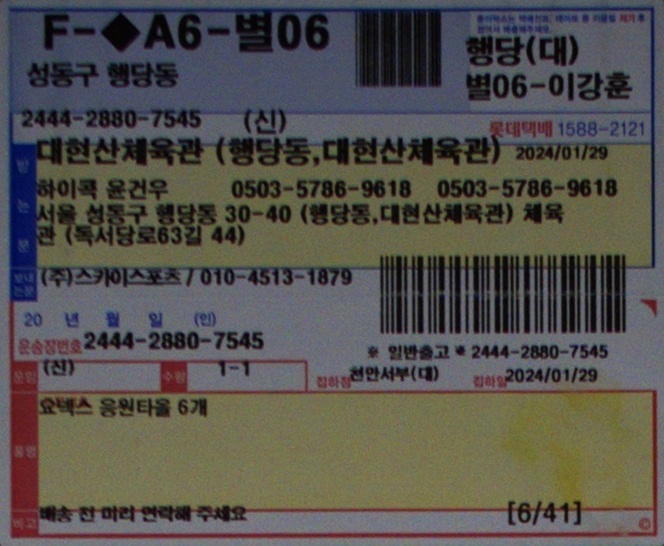 F-◆A6-별06
성동구 행당동
행당(대)
별06-이강훈
2444-2880-7545 (신)
롯데택배 1588-2121
대현산체육관 (행당동,대현산체육관) 2024/01/29
받는분
하이콕 윤건우 0503-5786-9618 0503-5786-9618
서울 성동구 행당동 30-40 (행당동,대현산체육관) 체육
관 (독서당로63길 44)
보내는분
(주)스카이스포츠 / 010-4513-1879
20 년 월 일 (인)
운송장번호 2444-2880-7545
※ 일반출고 * 2444-2880-7545
운임 (신) 수량 1-1
집하점 천안서부(대) 집하일 2024/01/29
품명
요넥스 응원타올 6개
비고 배송 전 미리 연락해 주세요 [6/41]
©